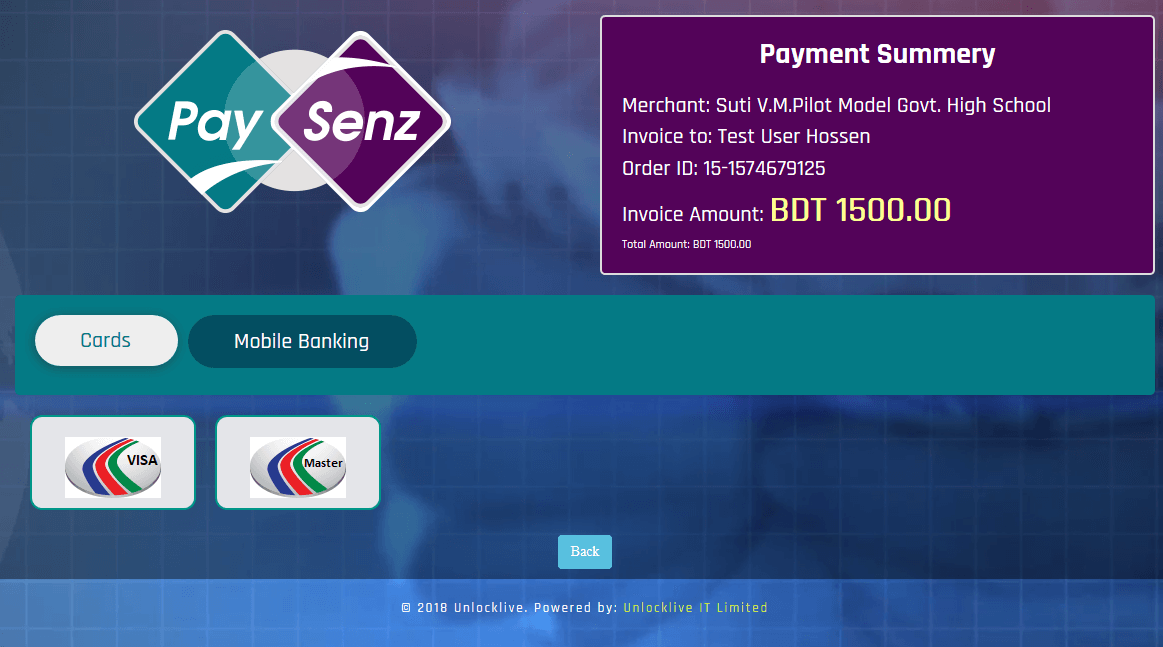 Pay Senz
Payment Summery
Merchant: Suti V.M.Pilot Model Govt. High School
Invoice to: Test User Hossen
Order ID: 15-1574679125
Invoice Amount: BDT 1500.00
Total Amount: BDT 1500.00
Cards
Mobile Banking
VISA
Master
Back
© 2018 Unlocklive. Powered by: Unlocklive IT Limited